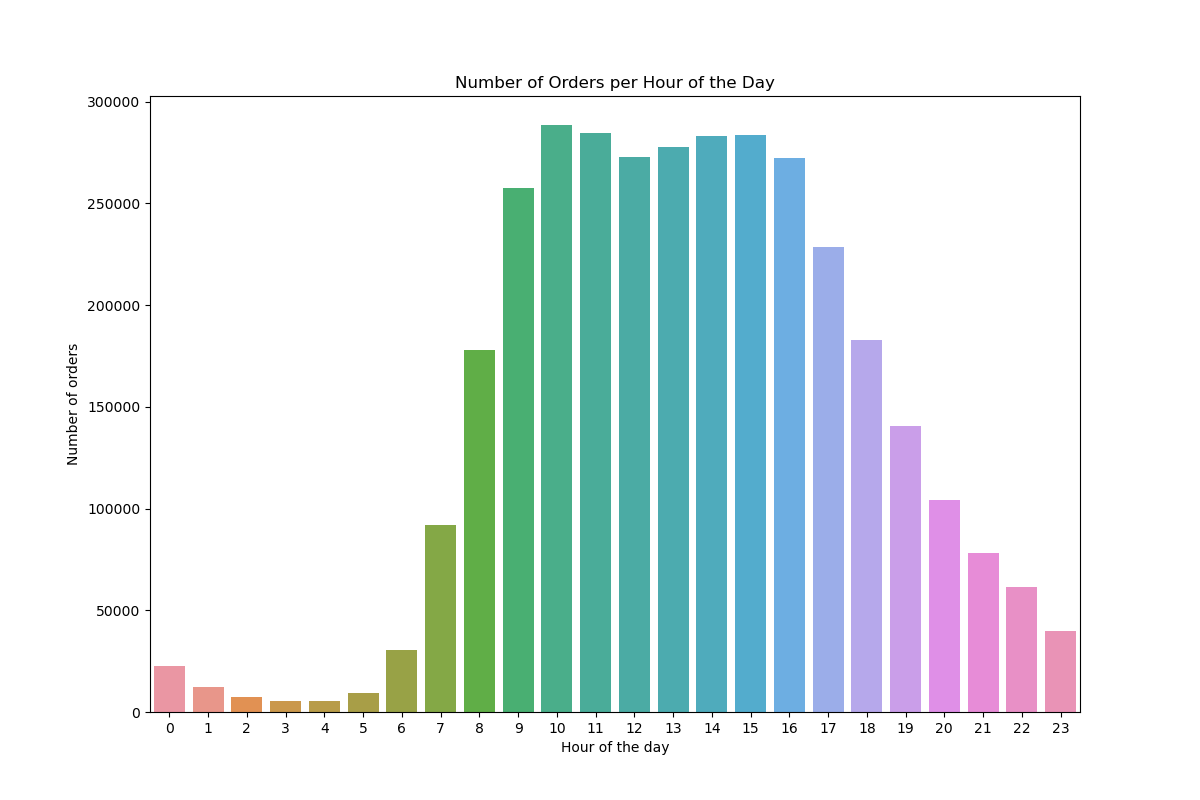 Number of Orders per Hour of the Day
300000
250000
200000
150000
100000
50000
0
Number of orders
0 1 2 3 4 5 6 7 8 9 10 11 12 13 14 15 16 17 18 19 20 21 22 23
Hour of the day